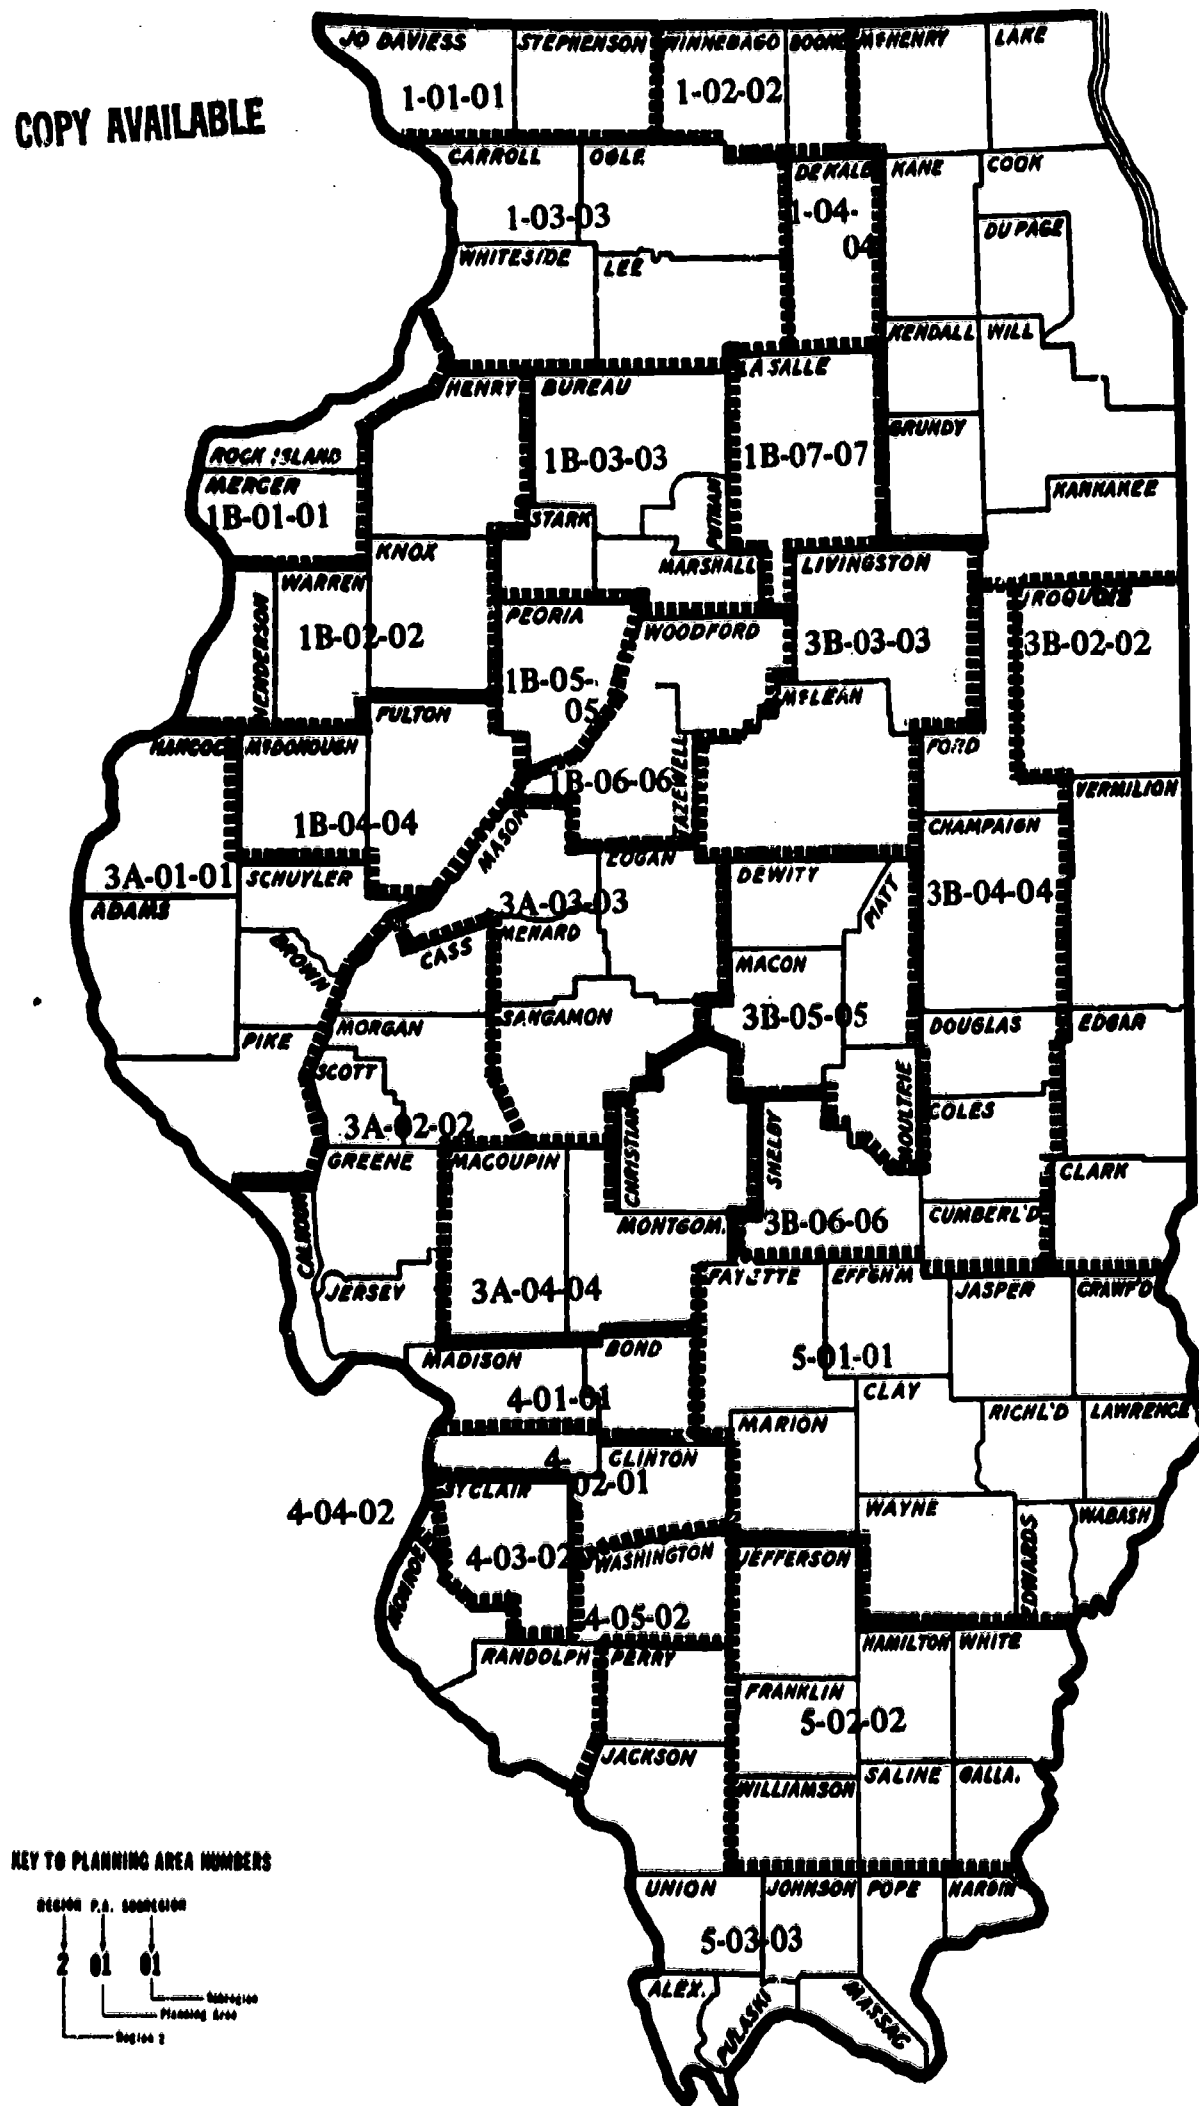 JO DAVIESS STEPHENSON WINNEBAGO BOONE McHENRY LAKE
1-01-01 1-02-02
COPY AVAILABLE
CARROLL OGLE DE KALB KANE COOK
1-03-03 1-04-
04
DU PAGE
WHITESIDE LEE
KENDALL WILL
HENRY BUREAU LA SALLE
GRUNDY
ROCK ISLAND 1B-03-03 1B-07-07
MERCER KANKAKEE
1B-01-01
STARK PUTNAM
KNOX MARSHALL LIVINGSTON
WARREN
HENDERSON
PEORIA WOODFORD IROQUOIS
1B-02-02 3B-03-03 3B-02-02
1B-05-
05
McLEAN
FULTON
HANCOCK McDONOUGH FORD
TAZEWELL
1B-06-06 VERMILION
MASON
1B-04-04 CHAMPAIGN
LOGAN
3A-01-01 SCHUYLER DEWITY
3A-03-03 PIATT 3B-04-04
ADAMS
MENARD
CASS
BROWN MACON
3B-05-05
MORGAN SANGAMON DOUGLAS EDGAR
PIKE
SCOTT
MOULTRIE
COLES
3A-02-02 CHRISTIAN SHELBY
GREENE MACOUPIN CLARK
MONTGOM. 3B-06-06 CUMBERL'D
CALHOUN
JERSEY 3A-04-04 FAYETTE EFFGHM JASPER CRAWF'D
MADISON BOND 5-01-01
4-01-01 CLAY
MARION RICHL'D LAWRENCE
4-
02-01
CLINTON
ST CLAIR
4-04-02 WAYNE WABASH
EDWARDS
MONROE 4-03-02 WASHINGTON JEFFERSON
4-05-02
RANDOLPH PERRY HAMILTON WHITE
FRANKLIN
5-02-02
JACKSON
WILLIAMSON SALINE GALLA.
KEY TO PLANNING AREA NUMBERS
REGION P.A. SUBREGION
2 01 01
Subregion
Planning Area
Region 2
UNION JOHNSON POPE HARDIN
5-03-03
ALEX. PULASKI MASSAC